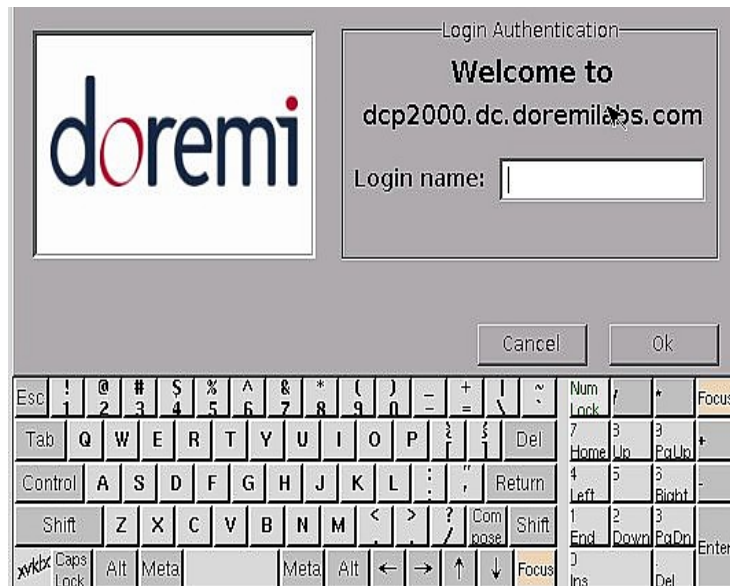 doremi
Login Authentication
Welcome to
dcp2000.dc.doremilabs.com
Login name:
Cancel
Ok
Esc ! 1 @ 2 # 3 $ 4 % 5 ^ 6 & 7 * 8 ( 9 ) 0 _ - + = | \ ~ ` Num Lock / * Focus
Tab Q W E R T Y U I O P { [ } ] Del 7 Home 8 Up 9 PgUp +
Control A S D F G H J K L : ; " ' Return 4 Left 5 6 Right -
Shift Z X C V B N M < , > . ? / Com pose Shift 1 End 2 Down 3 PgDn Enter
xvkbd Caps Lock Alt Meta Meta Alt ← → ↑ ↓ Focus 0 Ins . Del